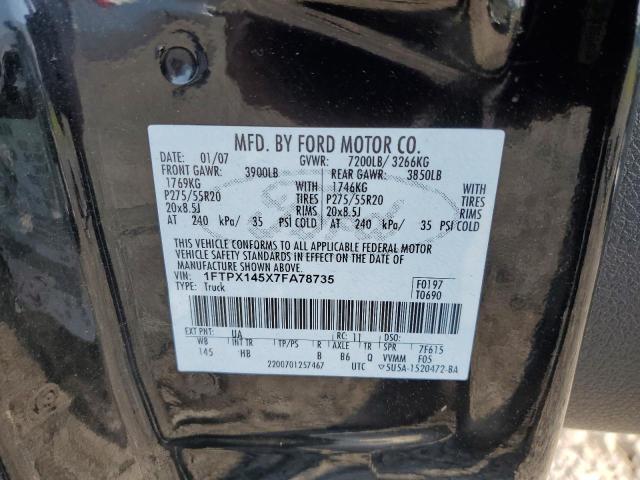 MFD. BY FORD MOTOR CO.
DATE: 01/07 GVWR: 7200LB/ 3266KG
FRONT GAWR: 3900LB REAR GAWR: 3850LB
1769KG WITH 1746KG WITH
P275/55R20 TIRES P275/55R20 TIRES
20x8.5J RIMS 20x8.5J RIMS
AT 240 kPa/ 35 PSI COLD AT 240 kPa/ 35 PSI COLD
THIS VEHICLE CONFORMS TO ALL APPLICABLE FEDERAL MOTOR
VEHICLE SAFETY STANDARDS IN EFFECT ON THE DATE OF
MANUFACTURE SHOWN ABOVE.
VIN: 1FTPX145X7FA78735 F0197
TYPE: Truck T0690
EXT PNT: UA RC: 11 DSO:
WB INT TR TP/PS R AXLE TR SPR 7F615
145 HB B B6 Q VVMM F05
2200701257467 UTC 5U5A-1520472-BA